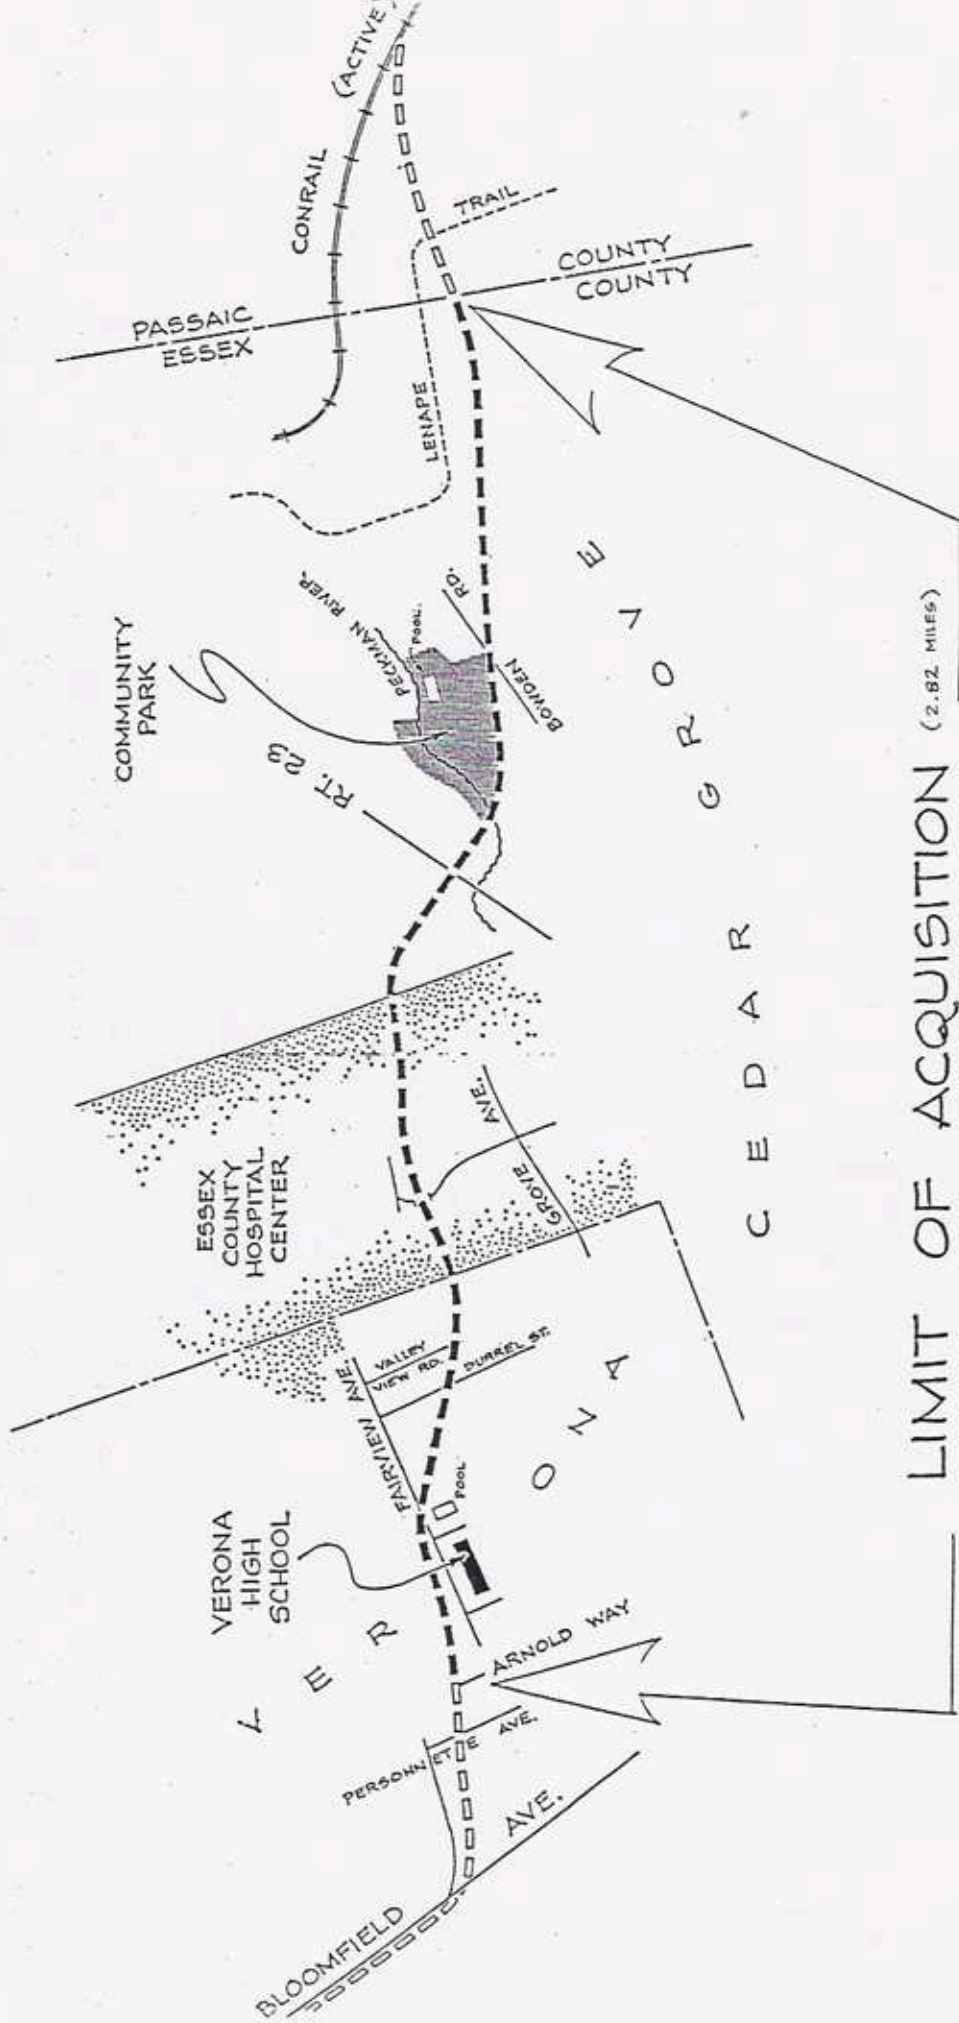 (ACTIVE)
CONRAIL
TRAIL
PASSAIC
ESSEX
COUNTY
COUNTY
LENAPE
COMMUNITY
PARK
PECKMAN RIVER
POOL.
RT. 23
BOWDEN
RD.
ESSEX
COUNTY
HOSPITAL
CENTER
GROVE
AVE.
CEDAR GROVE
FAIRVIEW AVE.
VALLEY
VIEW RD.
DURREL ST.
VERONA
HIGH
SCHOOL
POOL
VERONA
ARNOLD WAY
PERSONNETTE AVE.
BLOOMFIELD AVE.
LIMIT OF ACQUISITION (2.82 MILES)